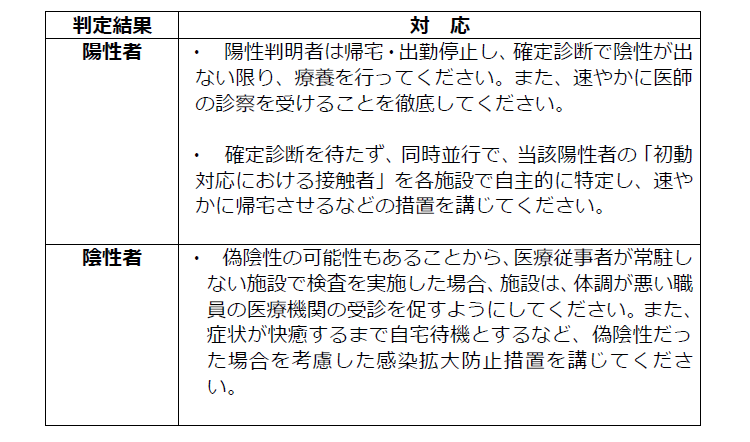 判定結果 対　応
陽性者
・　陽性判明者は帰宅・出勤停止し、確定診断で陰性が出
ない限り、療養を行ってください。また、速やかに医師
の診察を受けることを徹底してください。
・　確定診断を待たず、同時並行で、当該陽性者の「初動
対応における接触者」を各施設で自主的に特定し、速や
かに帰宅させるなどの措置を講じてください。
陰性者
・　偽陰性の可能性もあることから、医療従事者が常駐し
ない施設で検査を実施した場合、施設は、体調が悪い職
員の医療機関の受診を促すようにしてください。また、
症状が快癒するまで自宅待機とするなど、偽陰性だっ
た場合を考慮した感染拡大防止措置を講じてくださ
い。